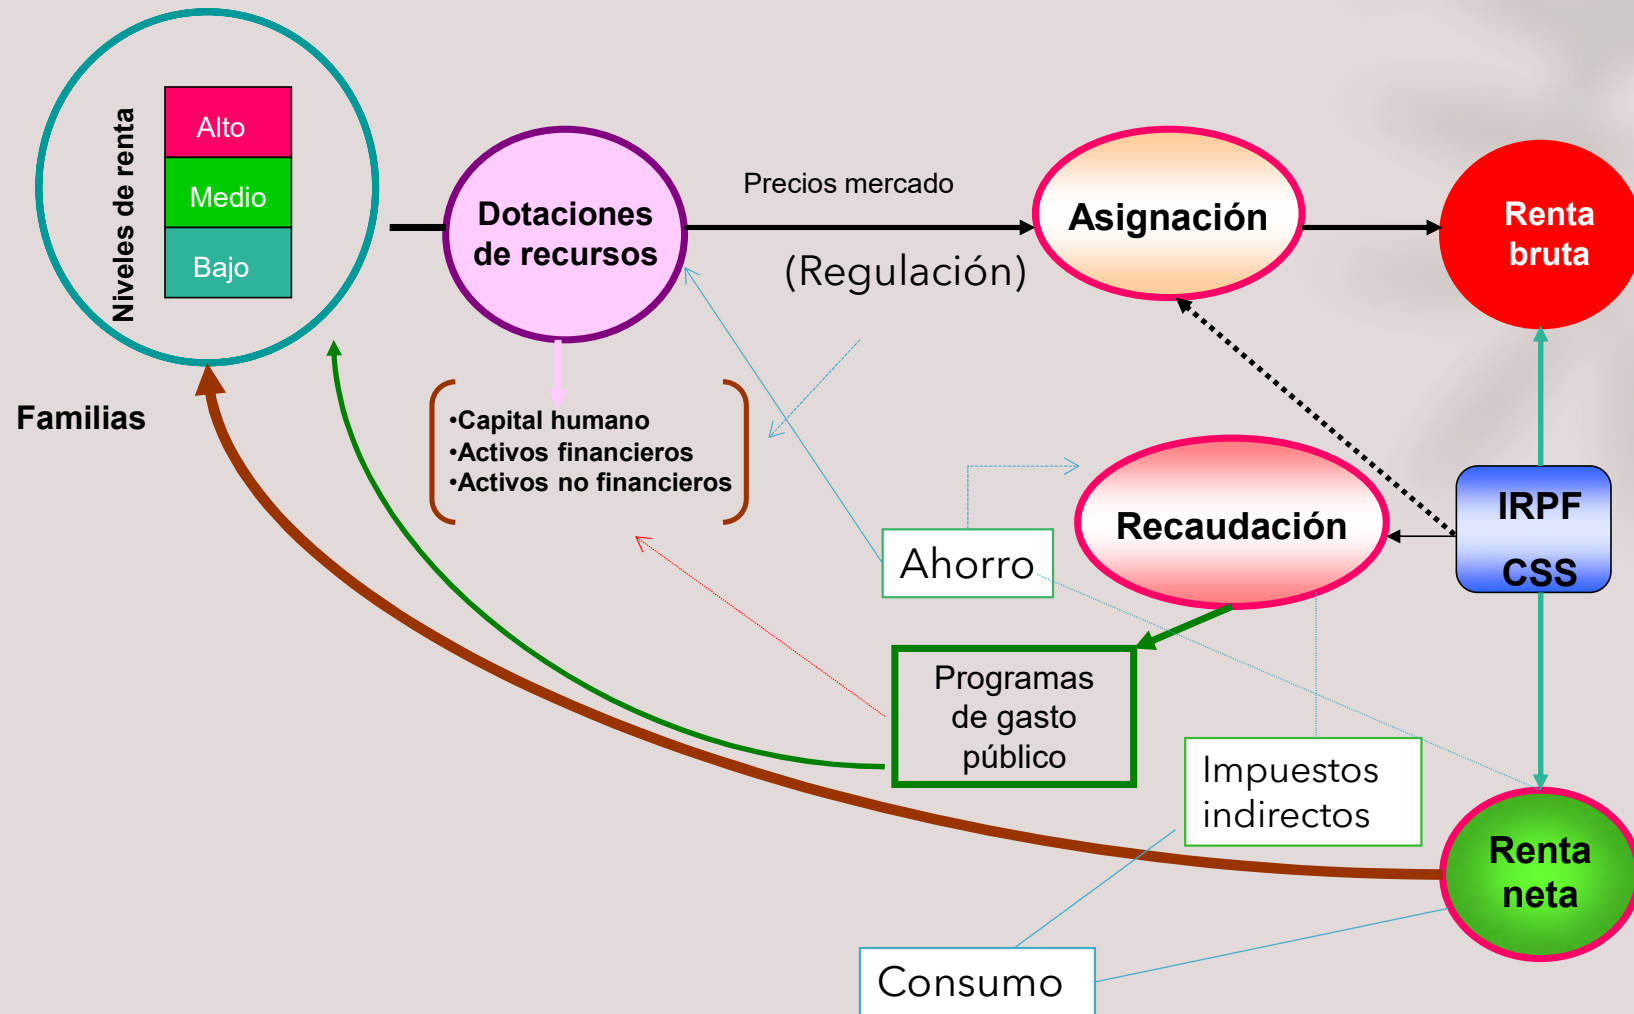 Niveles de renta
Alto
Medio
Bajo
Familias
Dotaciones
de recursos
•Capital humano
•Activos financieros
•Activos no financieros
Precios mercado
(Regulación)
Asignación
Renta
bruta
Recaudación
IRPF
CSS
Ahorro
Programas
de gasto
público
Impuestos
indirectos
Renta
neta
Consumo